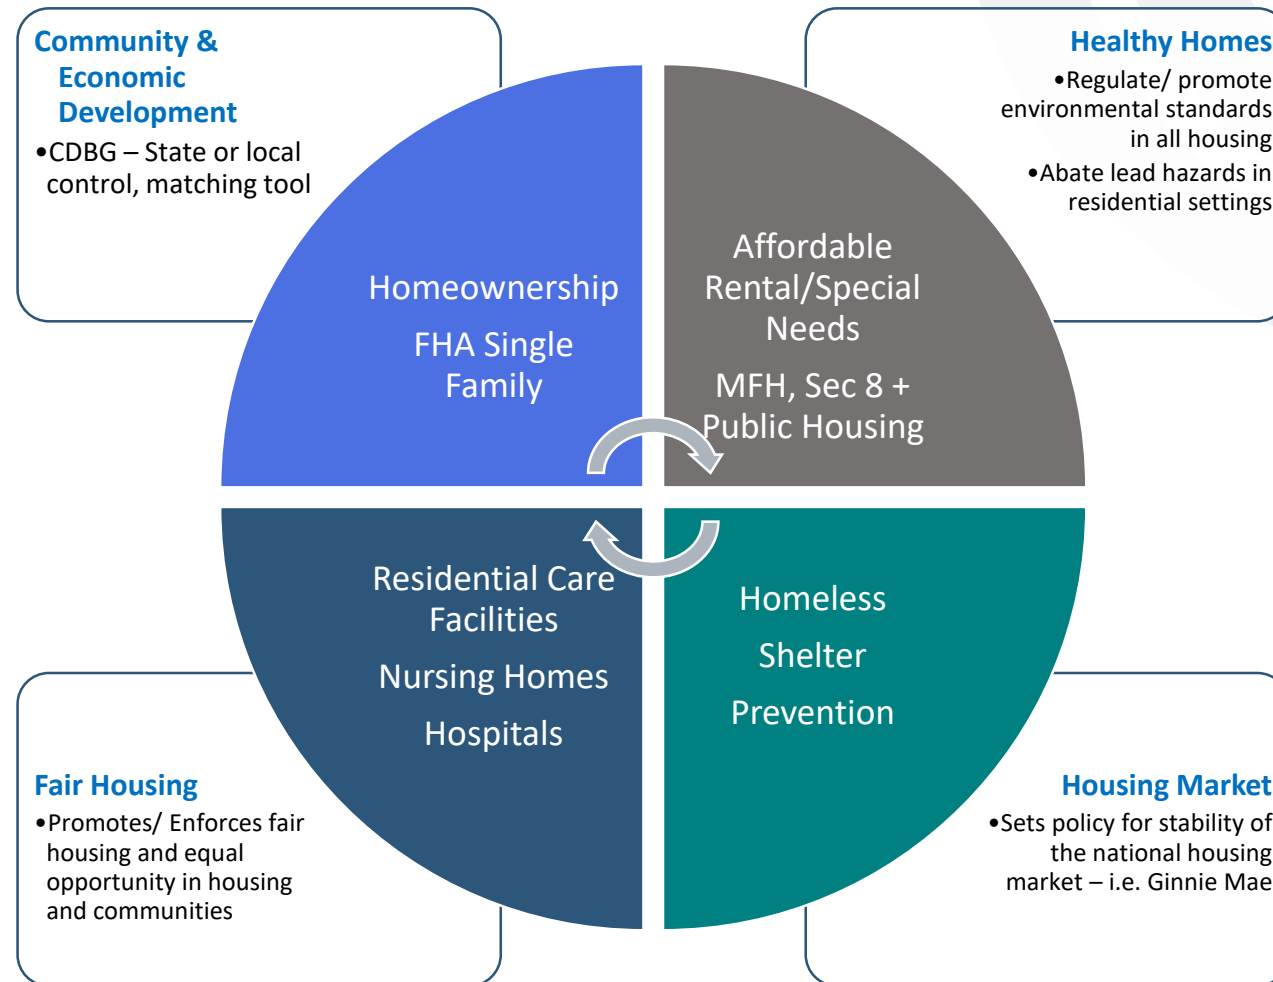 Community &
Economic
Development
•CDBG – State or local
control, matching tool
Healthy Homes
•Regulate/ promote
environmental standards
in all housing
•Abate lead hazards in
residential settings
Homeownership
FHA Single
Family
Affordable
Rental/Special
Needs
MFH, Sec 8 +
Public Housing
Residential Care
Facilities
Nursing Homes
Hospitals
Homeless
Shelter
Prevention
Fair Housing
•Promotes/ Enforces fair
housing and equal
opportunity in housing
and communities
Housing Market
•Sets policy for stability of
the national housing
market – i.e. Ginnie Mae